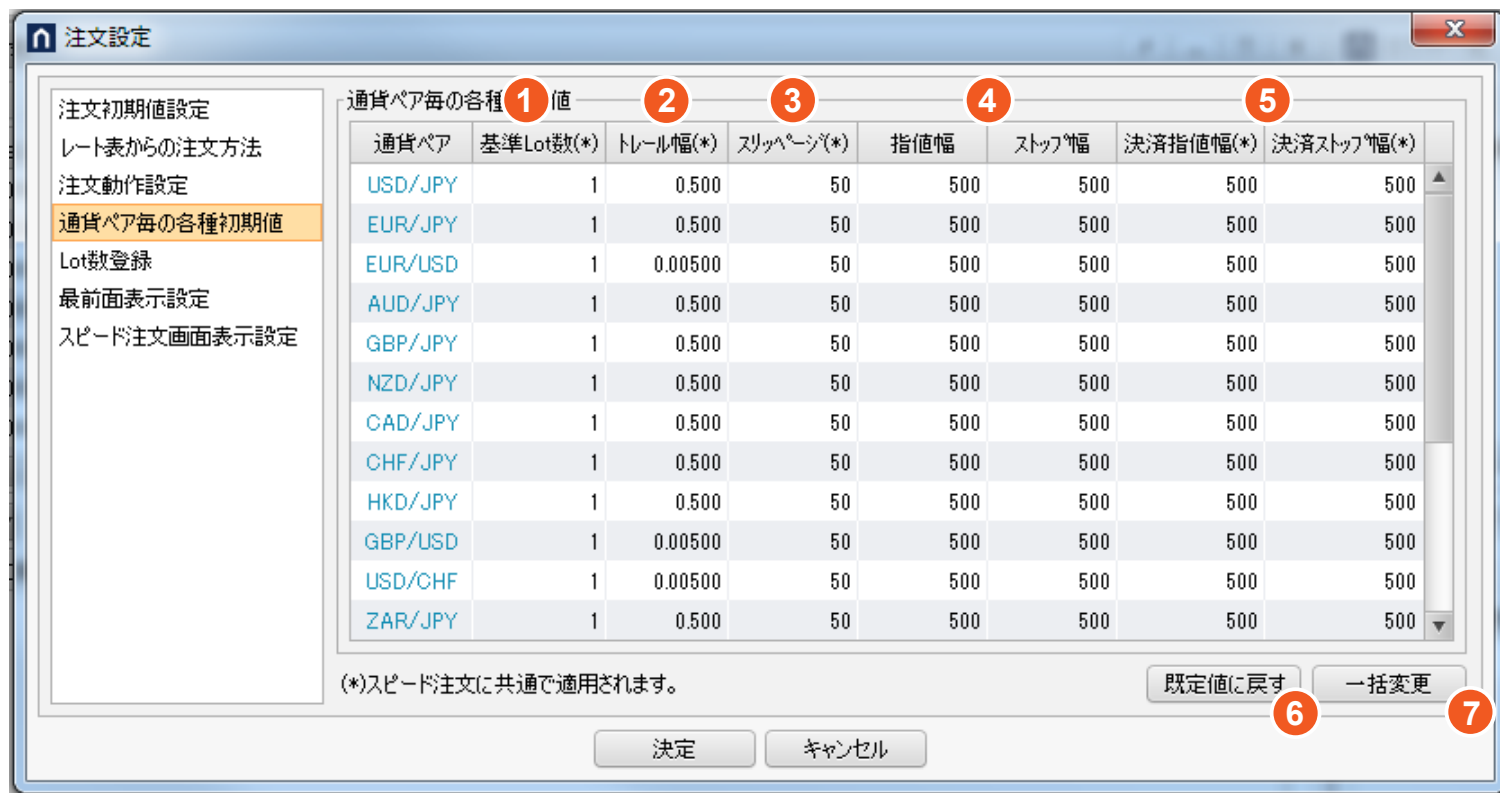 注文設定
注文初期値設定
レート表からの注文方法
注文動作設定
通貨ペア毎の各種初期値
Lot数登録
最前面表示設定
スピード注文画面表示設定
通貨ペア毎の各種 値
1 2 3 4 5
通貨ペア 基準Lot数(*) トレール幅(*) スリッページ(*) 指値幅 ストップ幅 決済指値幅(*) 決済ストップ幅(*)
USD/JPY 1 0.500 50 500 500 500 500
EUR/JPY 1 0.500 50 500 500 500 500
EUR/USD 1 0.00500 50 500 500 500 500
AUD/JPY 1 0.500 50 500 500 500 500
GBP/JPY 1 0.500 50 500 500 500 500
NZD/JPY 1 0.500 50 500 500 500 500
CAD/JPY 1 0.500 50 500 500 500 500
CHF/JPY 1 0.500 50 500 500 500 500
HKD/JPY 1 0.500 50 500 500 500 500
GBP/USD 1 0.00500 50 500 500 500 500
USD/CHF 1 0.00500 50 500 500 500 500
ZAR/JPY 1 0.500 50 500 500 500 500
(*)スピード注文に共通で適用されます。
既定値に戻す 一括変更
6 7
決定 キャンセル